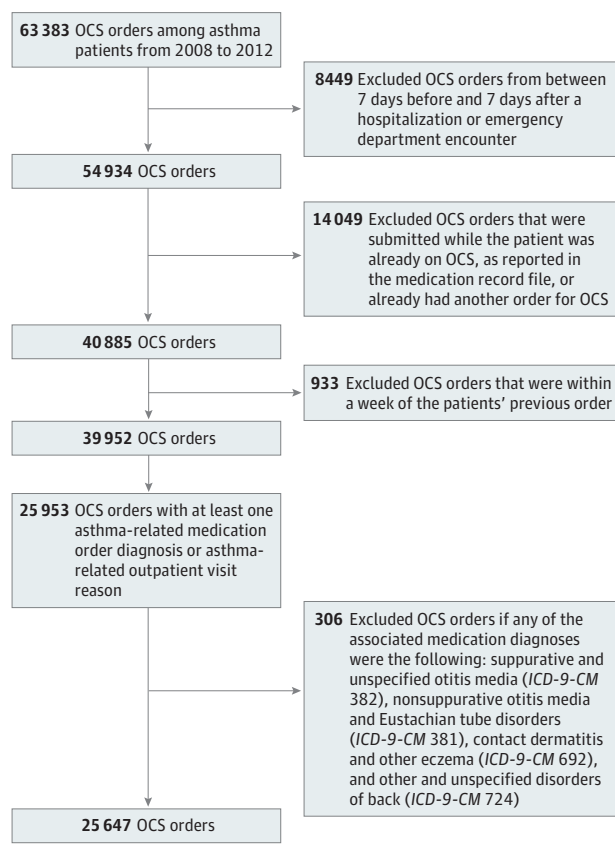 63 383 OCS orders among asthma
patients from 2008 to 2012
8449 Excluded OCS orders from between
7 days before and 7 days after a
hospitalization or emergency
department encounter
54 934 OCS orders
14 049 Excluded OCS orders that were
submitted while the patient was
already on OCS, as reported in
the medication record file, or
already had another order for OCS
40 885 OCS orders
933 Excluded OCS orders that were within
a week of the patients' previous order
39 952 OCS orders
25 953 OCS orders with at least one
asthma-related medication
order diagnosis or asthma-
related outpatient visit
reason
306 Excluded OCS orders if any of the
associated medication diagnoses
were the following: suppurative and
unspecified otitis media (ICD-9-CM
382), nonsuppurative otitis media
and Eustachian tube disorders
(ICD-9-CM 381), contact dermatitis
and other eczema (ICD-9-CM 692),
and other and unspecified disorders
of back (ICD-9-CM 724)
25 647 OCS orders